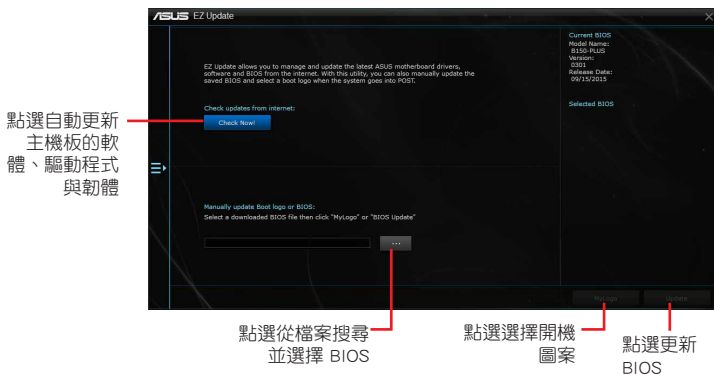 ASUS EZ Update
Current BIOS
Model Name:
B150-PLUS
Version:
0301
Release Date:
09/15/2015
Selected BIOS
EZ Update allows you to manage and update the latest ASUS motherboard drivers,
software and BIOS from the internet. With this utility, you can also manually update the
saved BIOS and select a boot logo when the system goes into POST.
Check updates from internet:
Check Now!
點選自動更新
主機板的軟
體、驅動程式
與韌體
Manually update Boot logo or BIOS:
Select a downloaded BIOS file then click "MyLogo" or "BIOS Update"
...
MyLogo
Update
點選從檔案搜尋
並選擇 BIOS
點選選擇開機
圖案
點選更新
BIOS